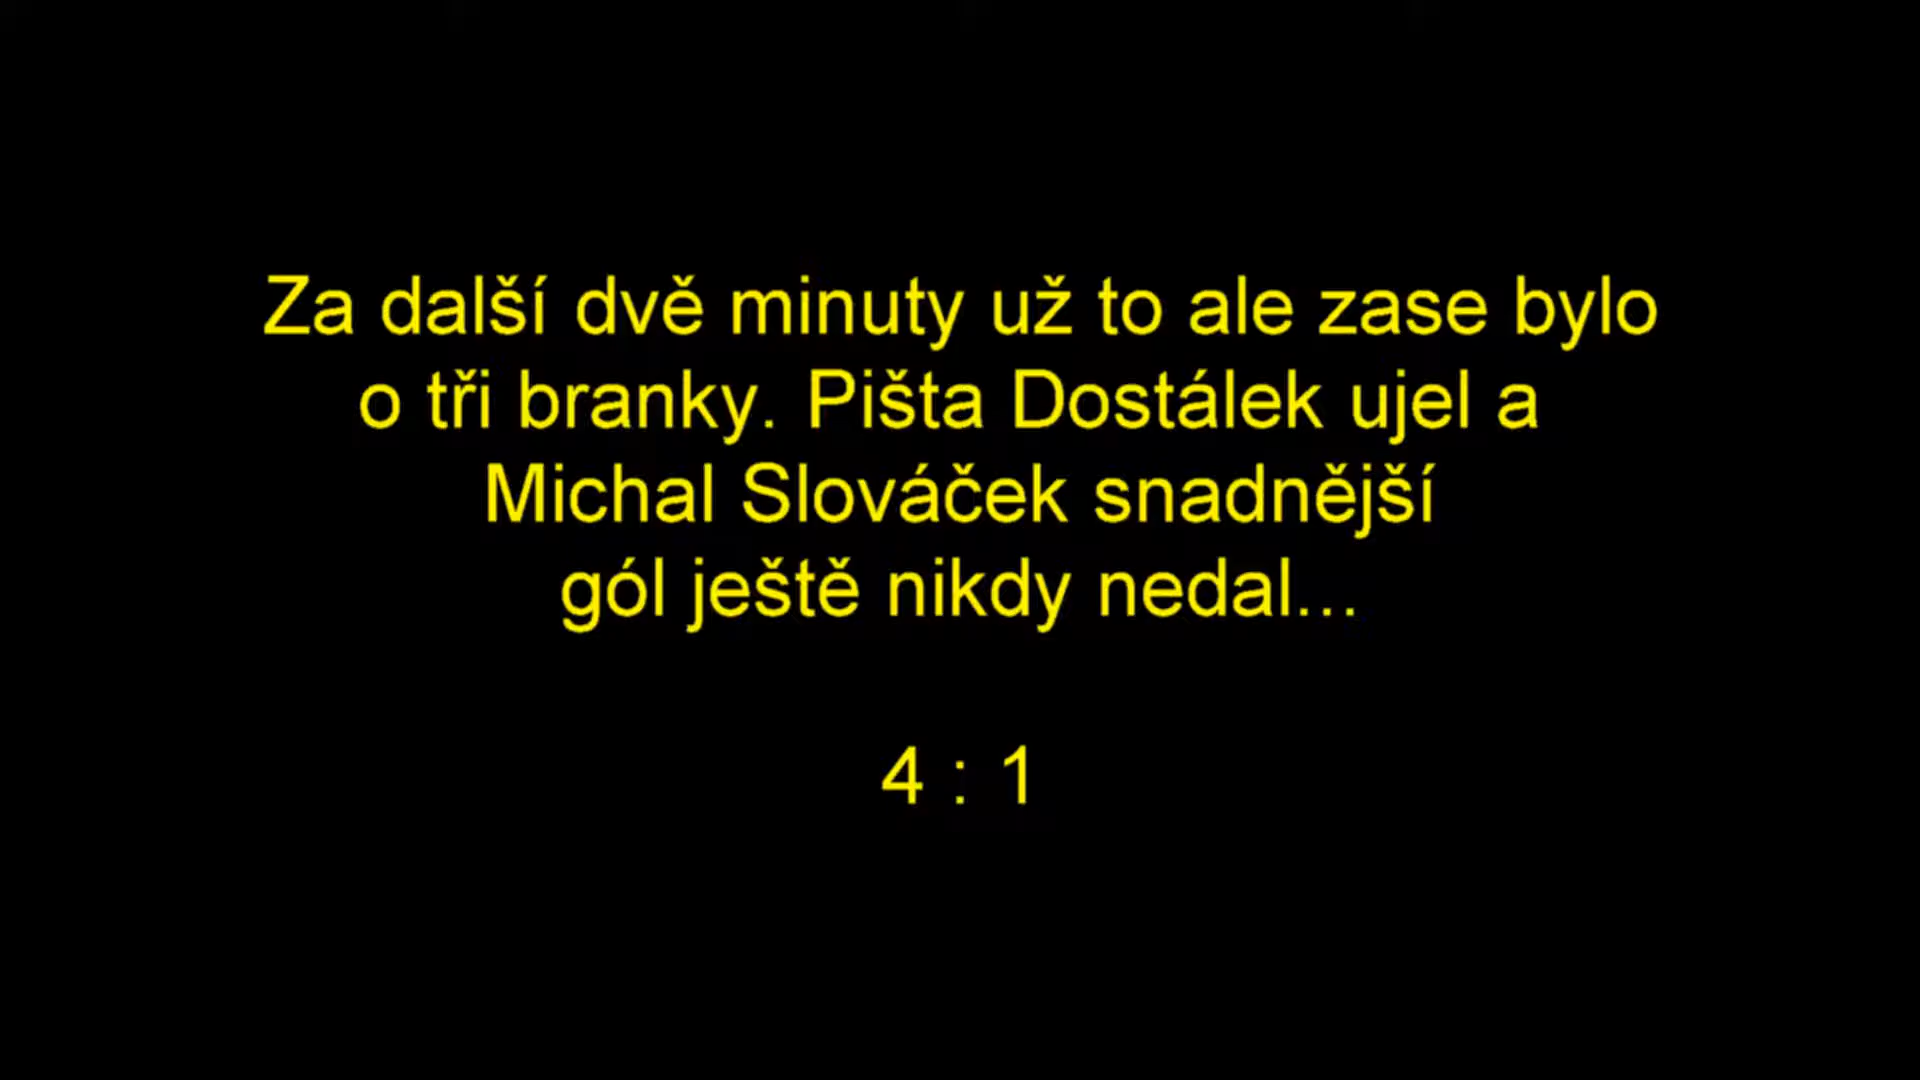 Za další dvě minuty už to ale zase bylo
o tři branky. Pišta Dostálek ujel a
Michal Slováček snadnější
gól ještě nikdy nedal...
4 : 1